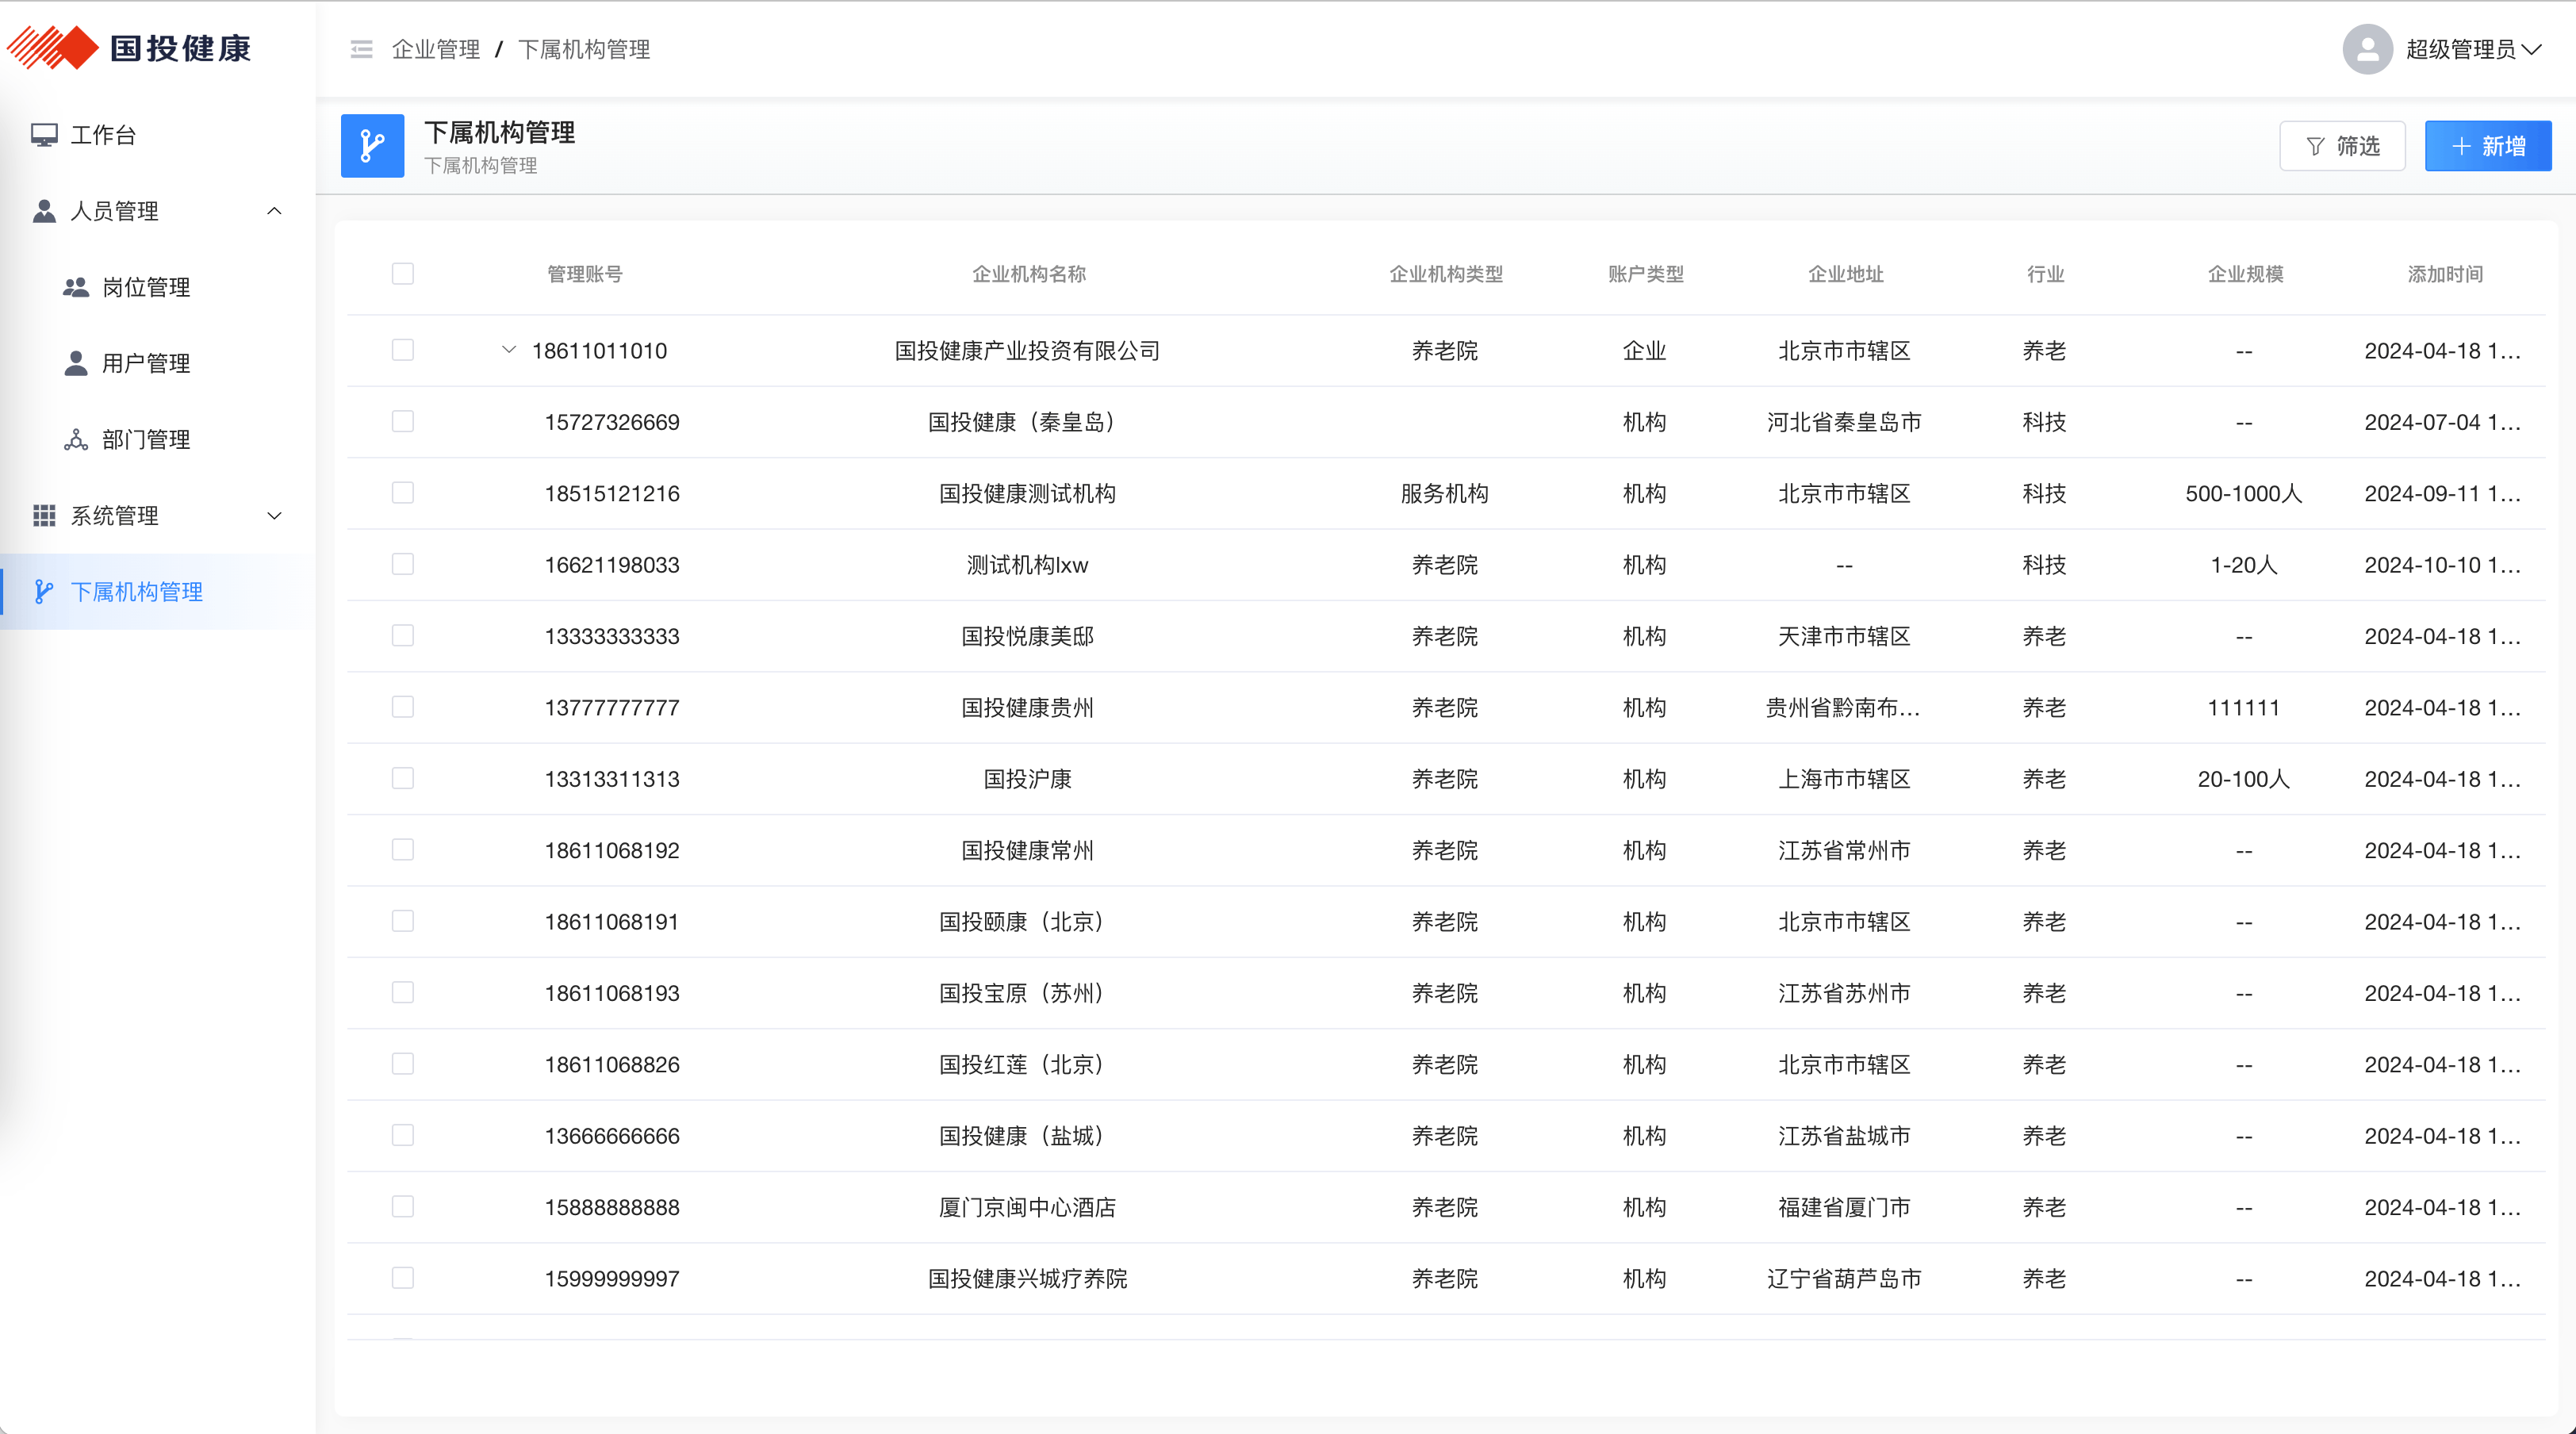 国投健康
企业管理 / 下属机构管理
超级管理员
工作台
人员管理
岗位管理
用户管理
部门管理
系统管理
下属机构管理
下属机构管理
下属机构管理
筛选
新增
管理账号 企业机构名称 企业机构类型 账户类型 企业地址 行业 企业规模 添加时间
18611011010 国投健康产业投资有限公司 养老院 企业 北京市市辖区 养老 -- 2024-04-18 1...
15727326669 国投健康（秦皇岛） 机构 河北省秦皇岛市 科技 -- 2024-07-04 1...
18515121216 国投健康测试机构 服务机构 机构 北京市市辖区 科技 500-1000人 2024-09-11 1...
16621198033 测试机构lxw 养老院 机构 -- 科技 1-20人 2024-10-10 1...
13333333333 国投悦康美邸 养老院 机构 天津市市辖区 养老 -- 2024-04-18 1...
13777777777 国投健康贵州 养老院 机构 贵州省黔南布... 养老 111111 2024-04-18 1...
13313311313 国投沪康 养老院 机构 上海市市辖区 养老 20-100人 2024-04-18 1...
18611068192 国投健康常州 养老院 机构 江苏省常州市 养老 -- 2024-04-18 1...
18611068191 国投颐康（北京） 养老院 机构 北京市市辖区 养老 -- 2024-04-18 1...
18611068193 国投宝原（苏州） 养老院 机构 江苏省苏州市 养老 -- 2024-04-18 1...
18611068826 国投红莲（北京） 养老院 机构 北京市市辖区 养老 -- 2024-04-18 1...
13666666666 国投健康（盐城） 养老院 机构 江苏省盐城市 养老 -- 2024-04-18 1...
15888888888 厦门京闽中心酒店 养老院 机构 福建省厦门市 养老 -- 2024-04-18 1...
15999999997 国投健康兴城疗养院 养老院 机构 辽宁省葫芦岛市 养老 -- 2024-04-18 1...